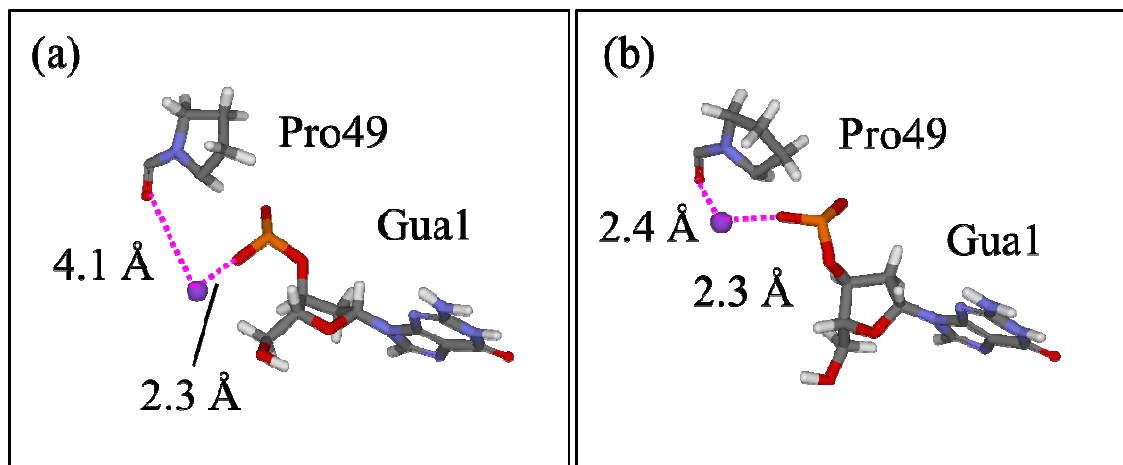 (a)
Pro49
Gua1
4.1 Å
2.3 Å
(b)
Pro49
2.4 Å
Gua1
2.3 Å